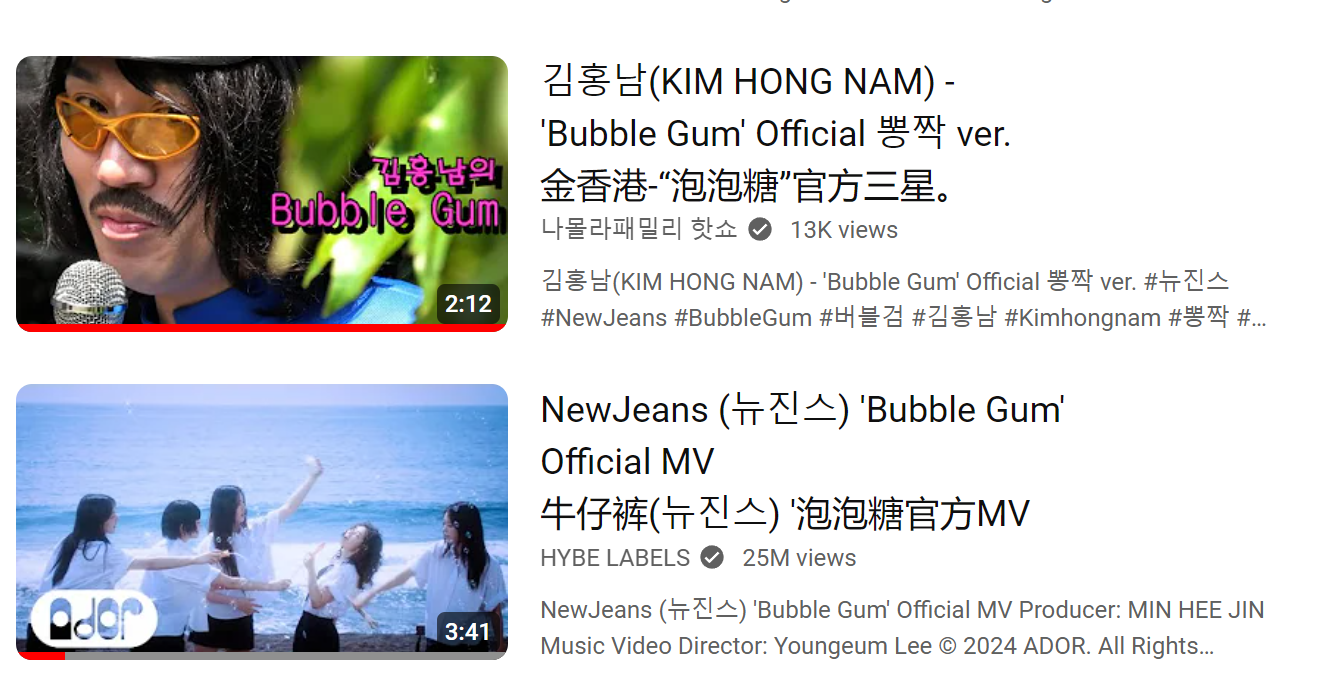 김홍남(KIM HONG NAM) -
'Bubble Gum' Official 뽕짝 ver.
金香港-“泡泡糖”官方三星。
나몰라패밀리 핫쇼 13K views
김홍남(KIM HONG NAM) - 'Bubble Gum' Official 뽕짝 ver. #뉴진스
#NewJeans #BubbleGum #버블검 #김홍남 #Kimhongnam #뽕짝 #...
김홍남의
Bubble Gum
2:12
NewJeans (뉴진스) 'Bubble Gum'
Official MV
牛仔裤(뉴진스) '泡泡糖官方MV
HYBE LABELS 25M views
NewJeans (뉴진스) 'Bubble Gum' Official MV Producer: MIN HEE JIN
Music Video Director: Youngeum Lee © 2024 ADOR. All Rights...
ador
3:41